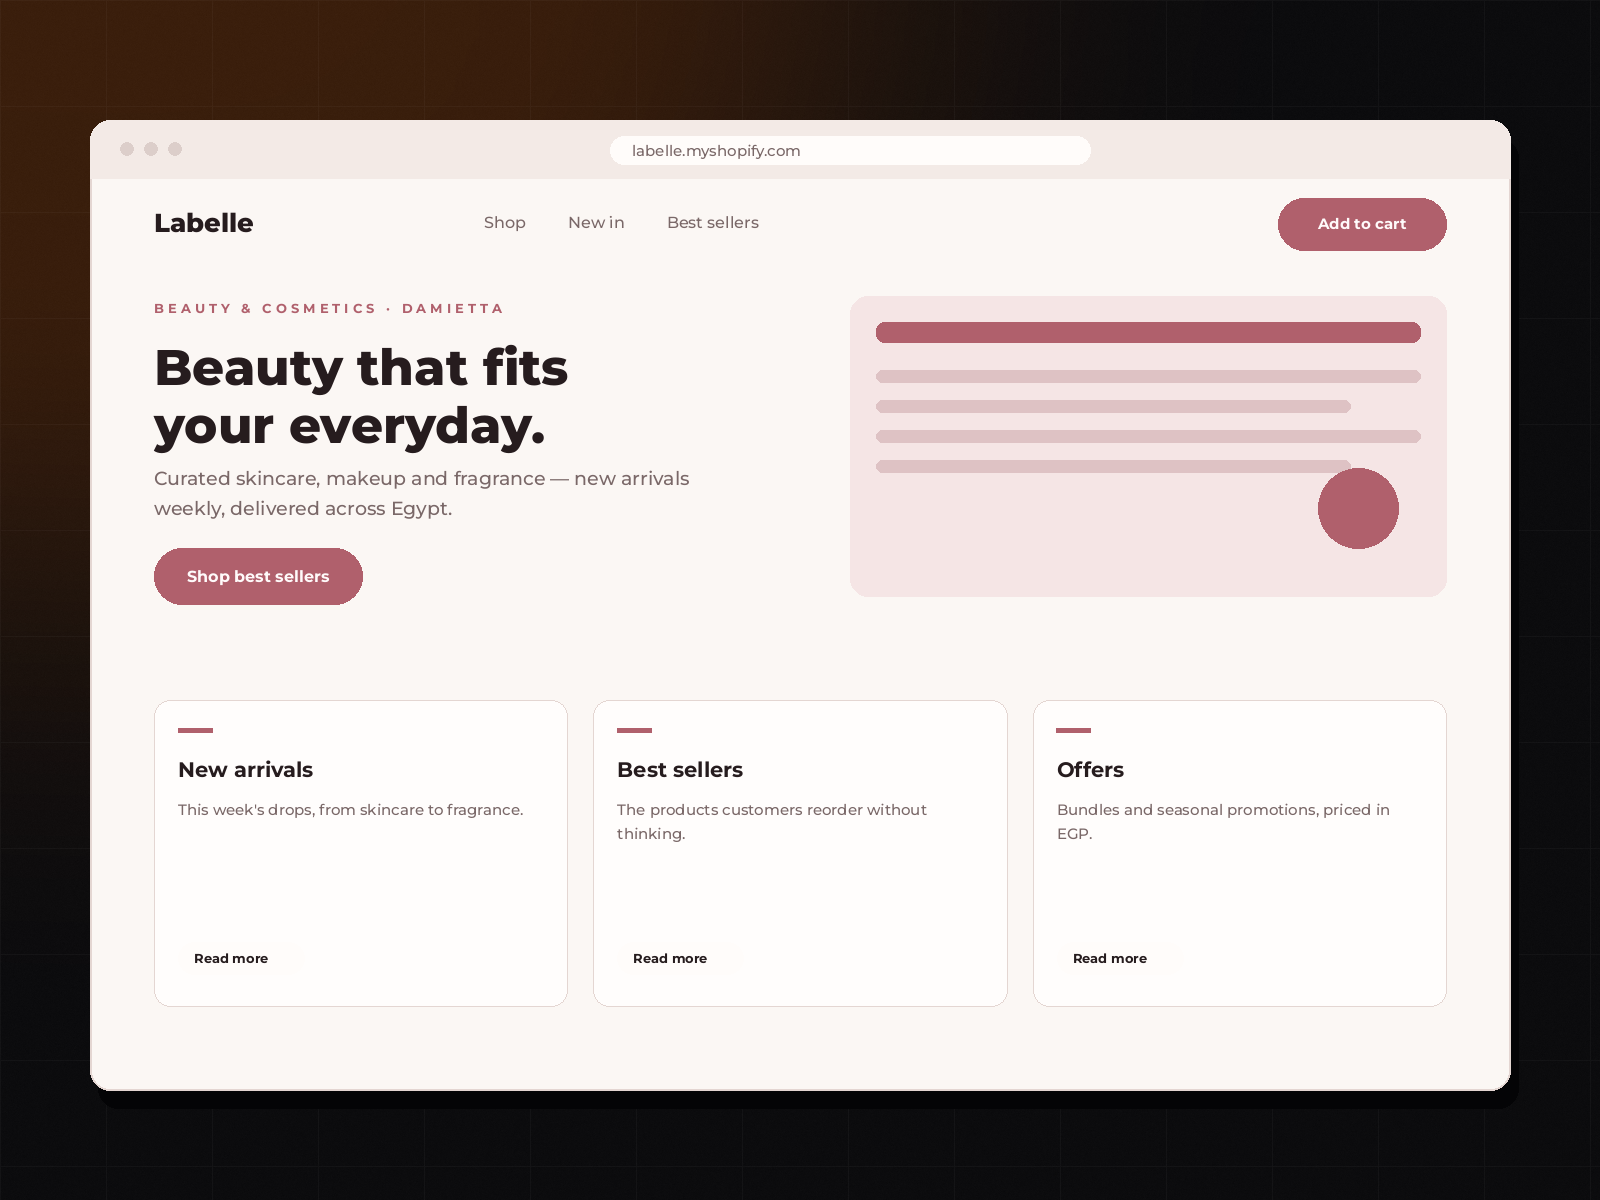 labelle.myshopify.com
Labelle
Shop
New in
Best sellers
Add to cart
BEAUTY & COSMETICS · DAMIETTA
Beauty that fits
your everyday.
Curated skincare, makeup and fragrance — new arrivals
weekly, delivered across Egypt.
Shop best sellers
New arrivals
This week's drops, from skincare to fragrance.
Read more
Best sellers
The products customers reorder without
thinking.
Read more
Offers
Bundles and seasonal promotions, priced in
EGP.
Read more